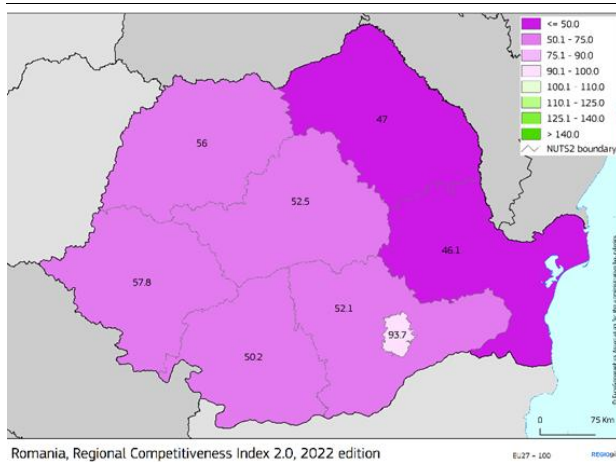 <= 50.0
50.1 - 75.0
75.1 - 90.0
90.1 - 100.0
100.1 - 110.0
110.1 - 125.0
125.1 - 140.0
> 140.0
NUTS2 boundary
47
56
52.5
46.1
57.8
52.1
93.7
50.2
0 75 Km
Romania, Regional Competitiveness Index 2.0, 2022 edition
EU27 = 100